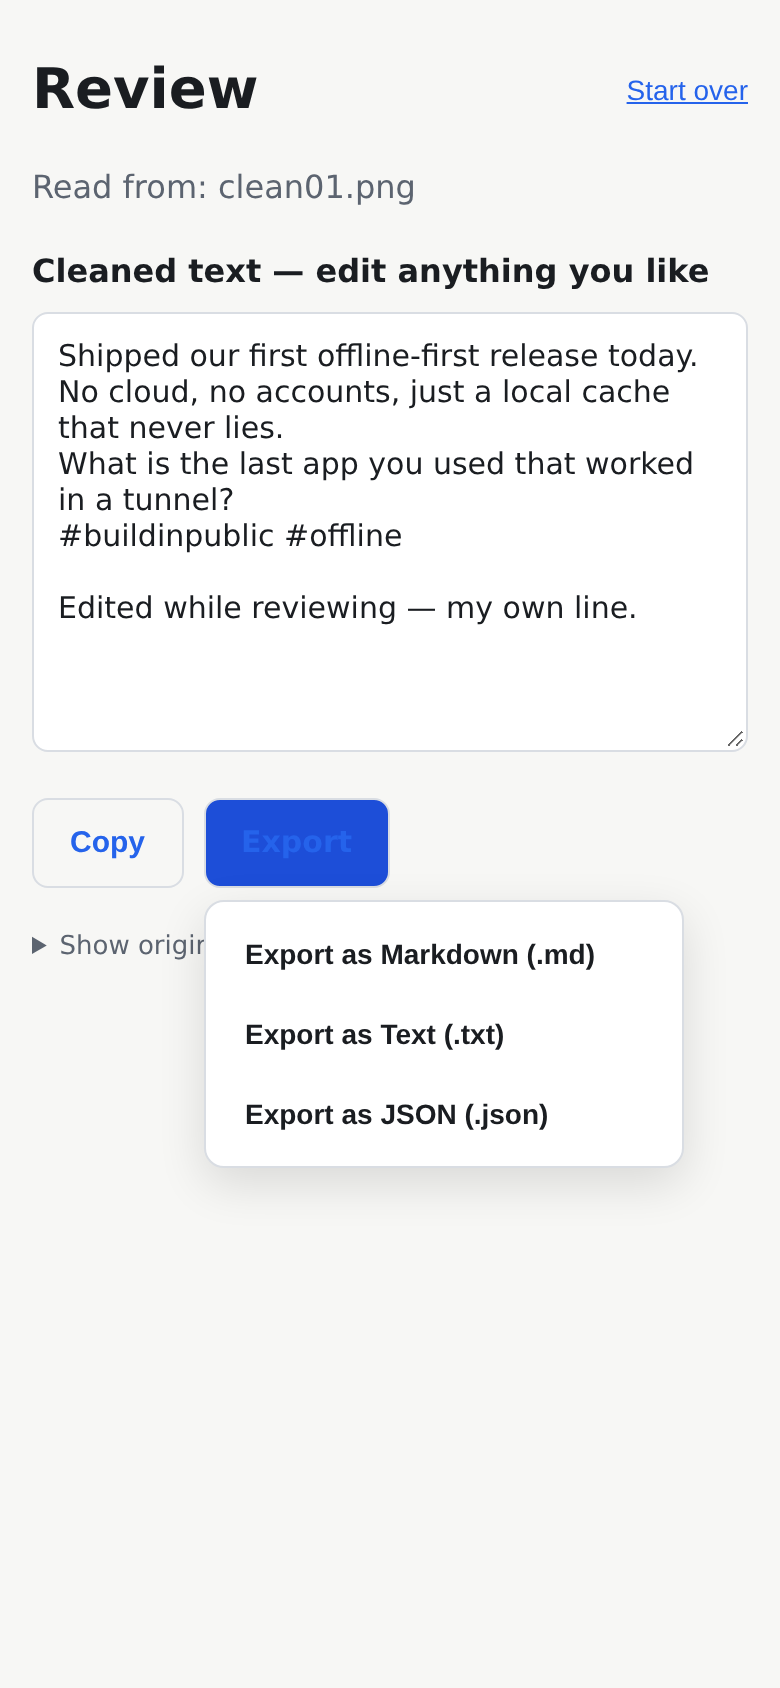 Review
Start over
Read from: clean01.png
Cleaned text — edit anything you like
Shipped our first offline-first release today.
No cloud, no accounts, just a local cache
that never lies.
What is the last app you used that worked
in a tunnel?
#buildinpublic #offline
Edited while reviewing — my own line.
Copy
Export
Show
Export as Markdown (.md)
Export as Text (.txt)
Export as JSON (.json)